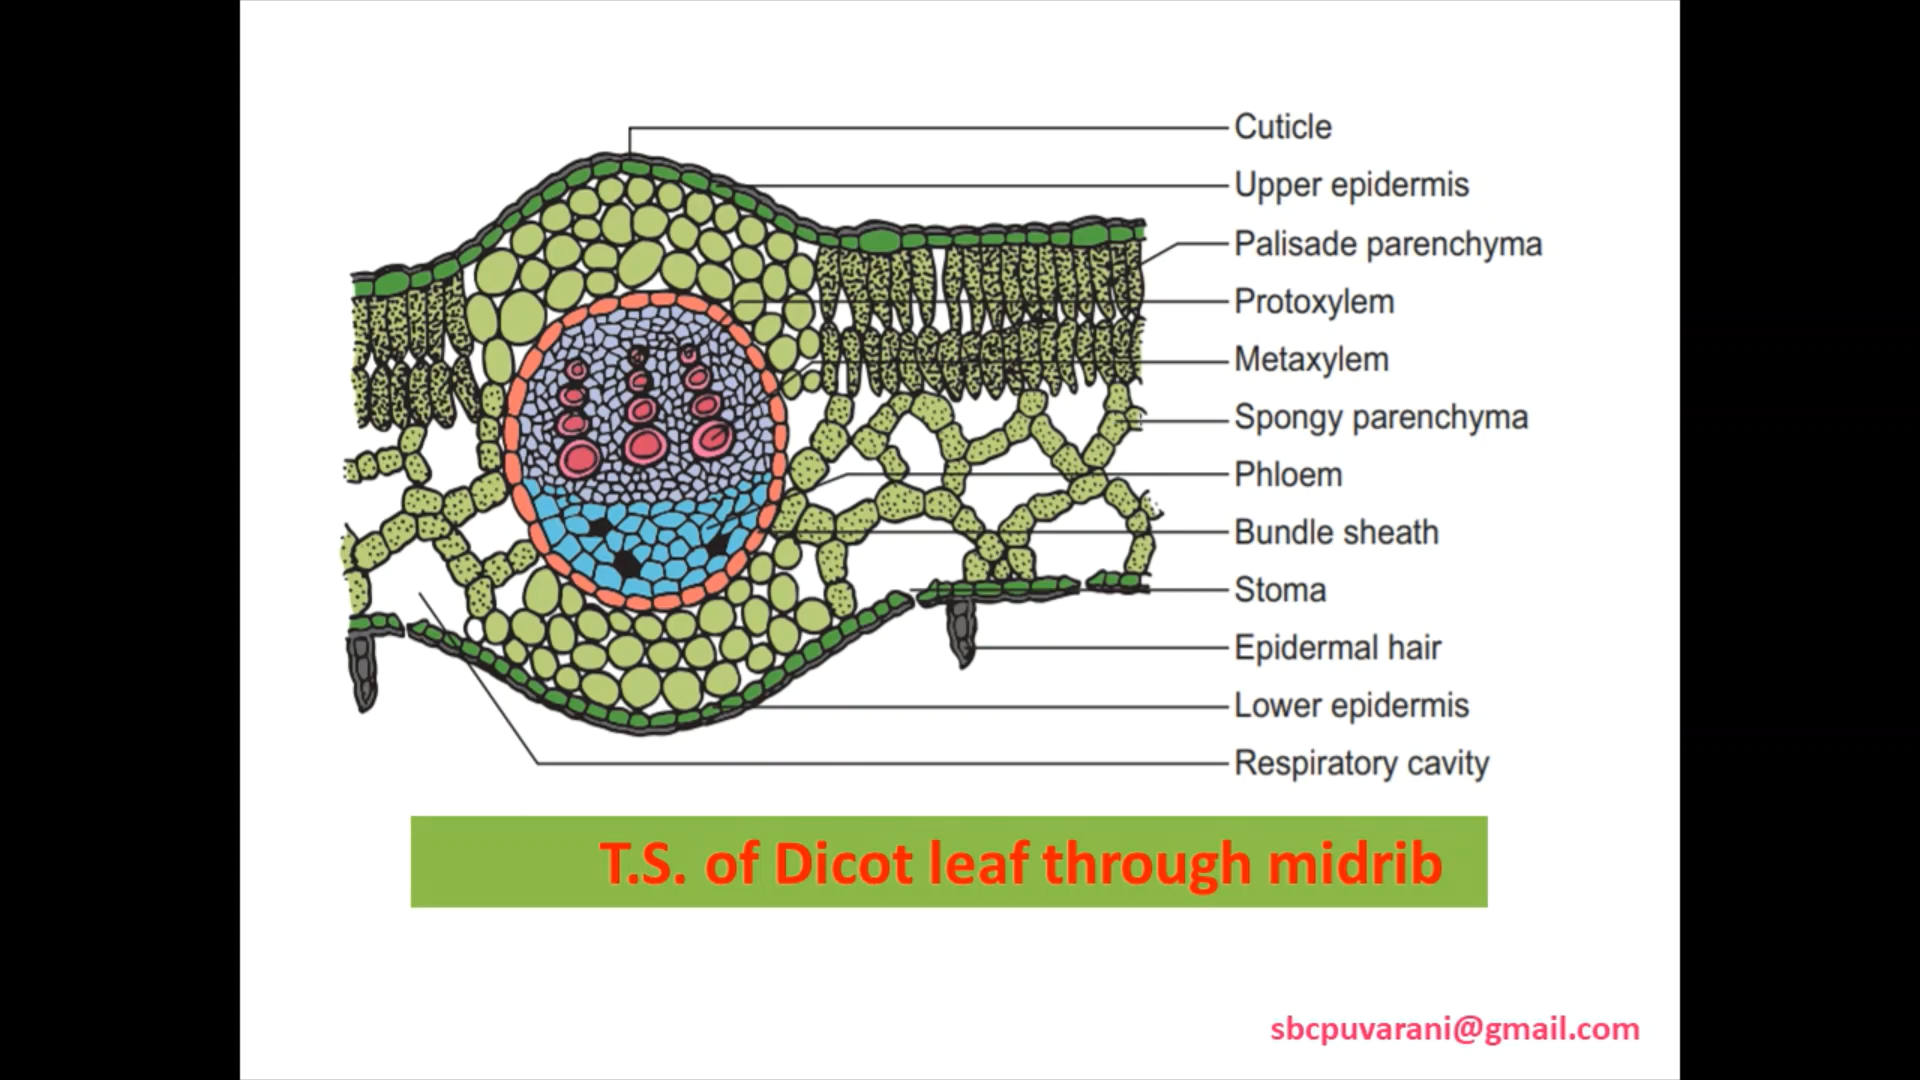 Cuticle
Upper epidermis
Palisade parenchyma
Protoxylem
Metaxylem
Spongy parenchyma
Phloem
Bundle sheath
Stoma
Epidermal hair
Lower epidermis
Respiratory cavity
T.S. of Dicot leaf through midrib
sbcpuvarani@gmail.com